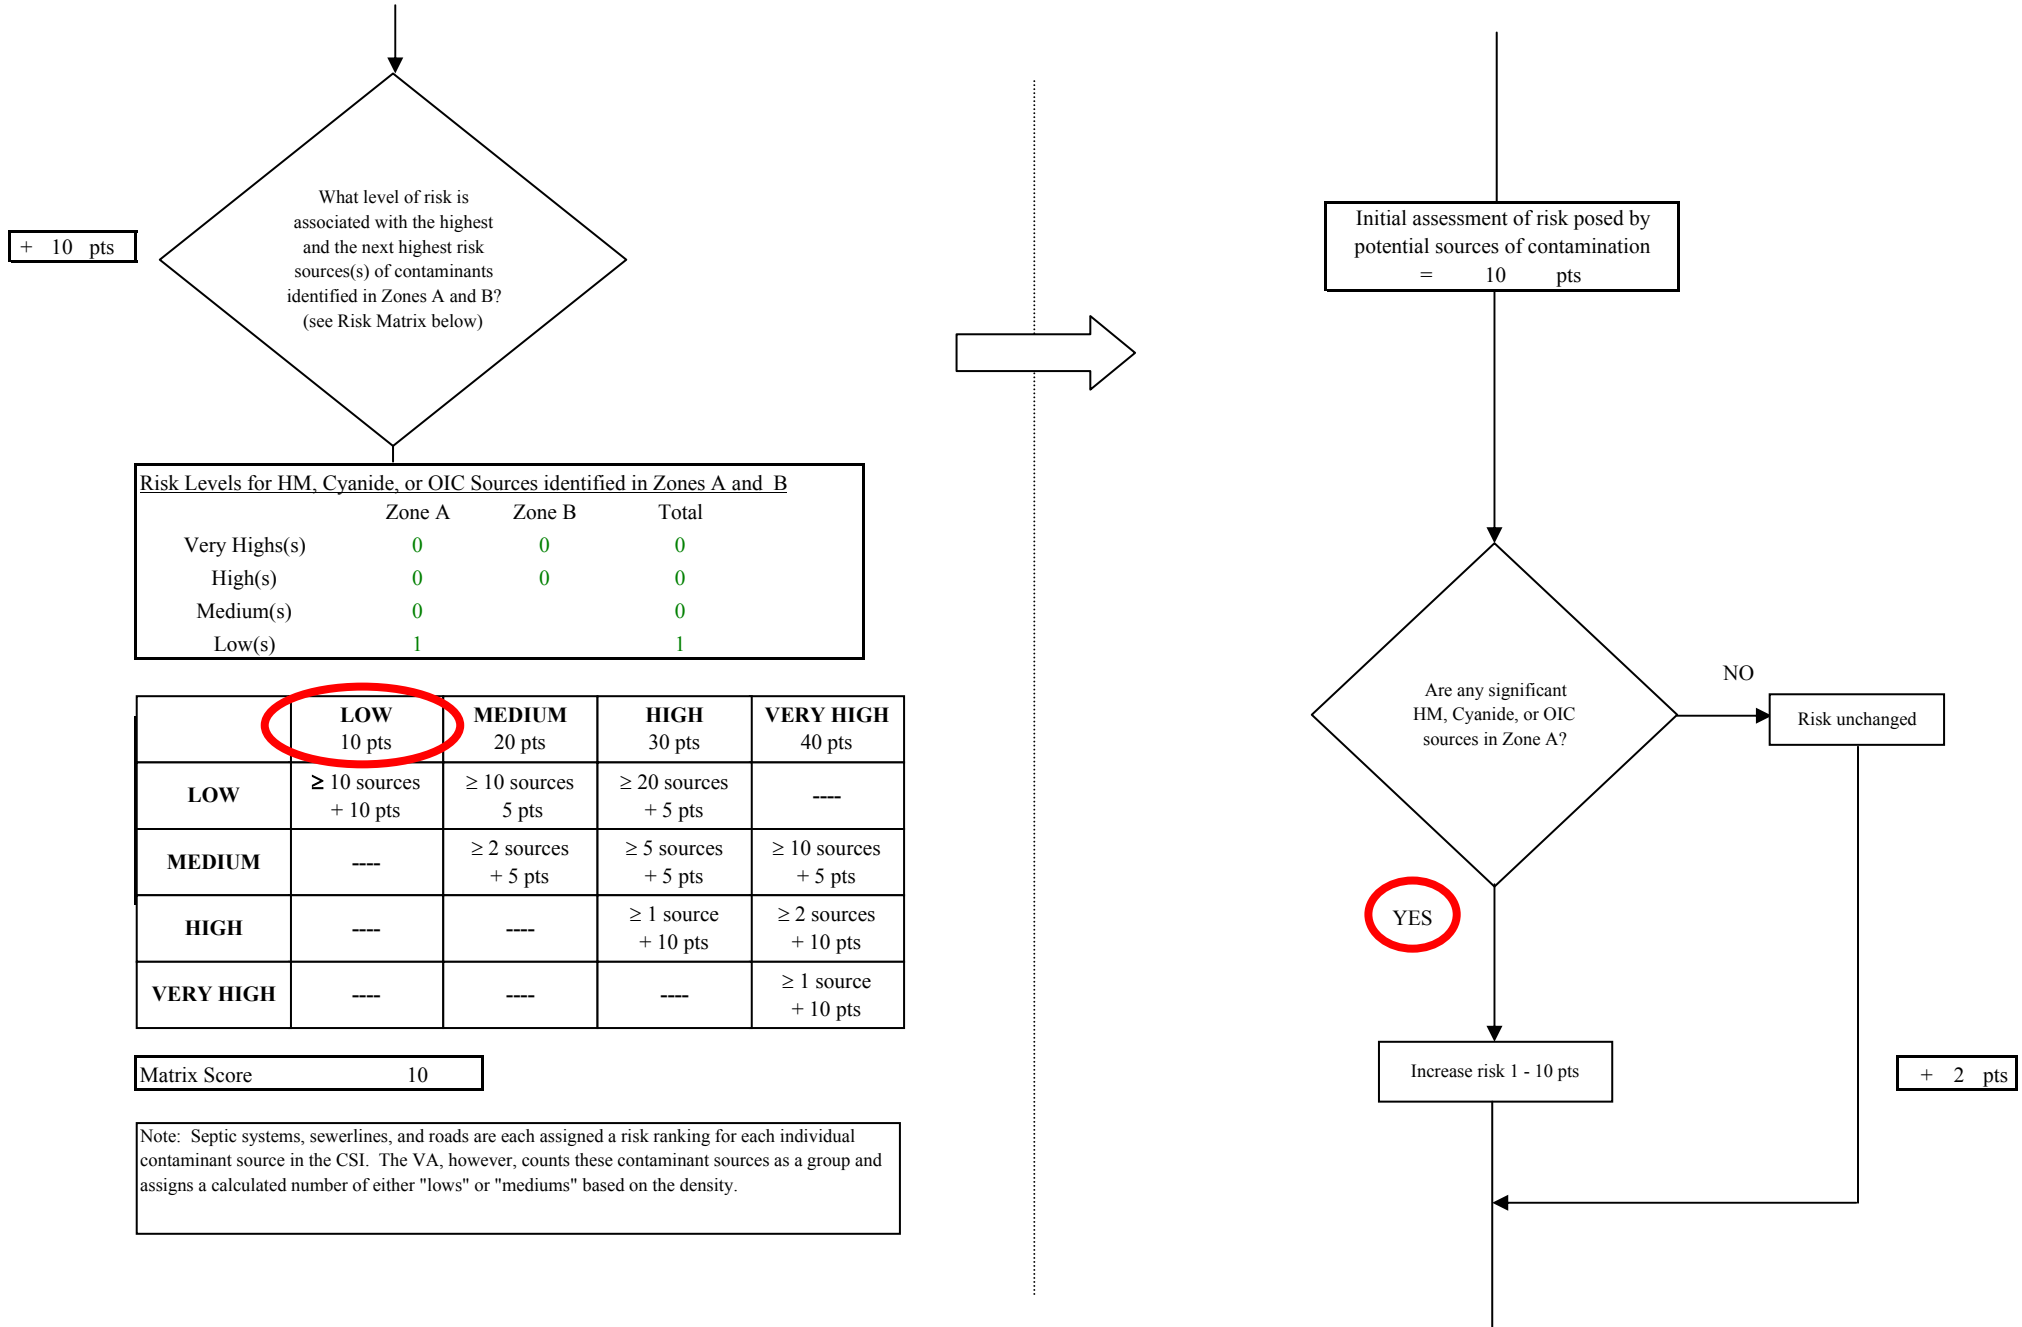 What level of risk is
associated with the highest
and the next highest risk
sources(s) of contaminants
identified in Zones A and B?
(see Risk Matrix below)
+ 10 pts
Risk Levels for HM, Cyanide, or OIC Sources identified in Zones A and B
Zone A Zone B Total
Very Highs(s) 0 0 0
High(s) 0 0 0
Medium(s) 0 0
Low(s) 1 1
LOW MEDIUM HIGH VERY HIGH
10 pts 20 pts 30 pts 40 pts
LOW
≥ 10 sources ≥ 10 sources ≥ 20 sources ----
+ 10 pts 5 pts + 5 pts
MEDIUM
---- ≥ 2 sources ≥ 5 sources ≥ 10 sources
+ 5 pts + 5 pts + 5 pts
HIGH
---- ---- ≥ 1 source ≥ 2 sources
+ 10 pts + 10 pts
VERY HIGH
---- ---- ---- ≥ 1 source
+ 10 pts
Matrix Score 10
Note: Septic systems, sewerlines, and roads are each assigned a risk ranking for each individual
contaminant source in the CSI. The VA, however, counts these contaminant sources as a group and
assigns a calculated number of either "lows" or "mediums" based on the density.
Initial assessment of risk posed by
potential sources of contamination
= 10 pts
Are any significant
HM, Cyanide, or OIC
sources in Zone A?
NO
Risk unchanged
YES
Increase risk 1 - 10 pts
+ 2 pts